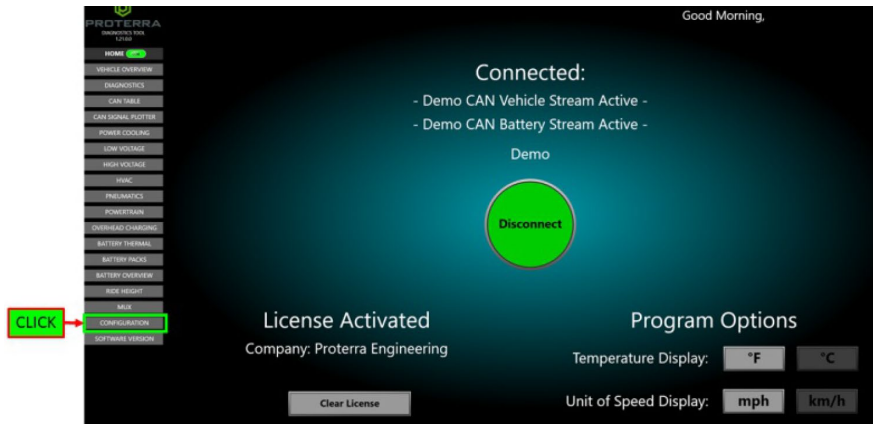 PROTERRA
DIAGNOSTICS TOOL
Good Morning,
HOME
VEHICLE OVERVIEW
DIAGNOSTICS
CAN TABLE
CAN SIGNAL PLOTTER
POWER COOLING
LOW VOLTAGE
HIGH VOLTAGE
HVAC
PNEUMATICS
POWERTRAIN
OVERHEAD CHARGING
BATTERY THERMAL
BATTERY PACKS
BATTERY OVERVIEW
RIDE HEIGHT
MUX
CLICK
CONFIGURATION
SOFTWARE VERSION
Connected:
- Demo CAN Vehicle Stream Active -
- Demo CAN Battery Stream Active -
Demo
Disconnect
License Activated
Company: Proterra Engineering
Clear License
Program Options
Temperature Display: °F °C
Unit of Speed Display: mph km/h